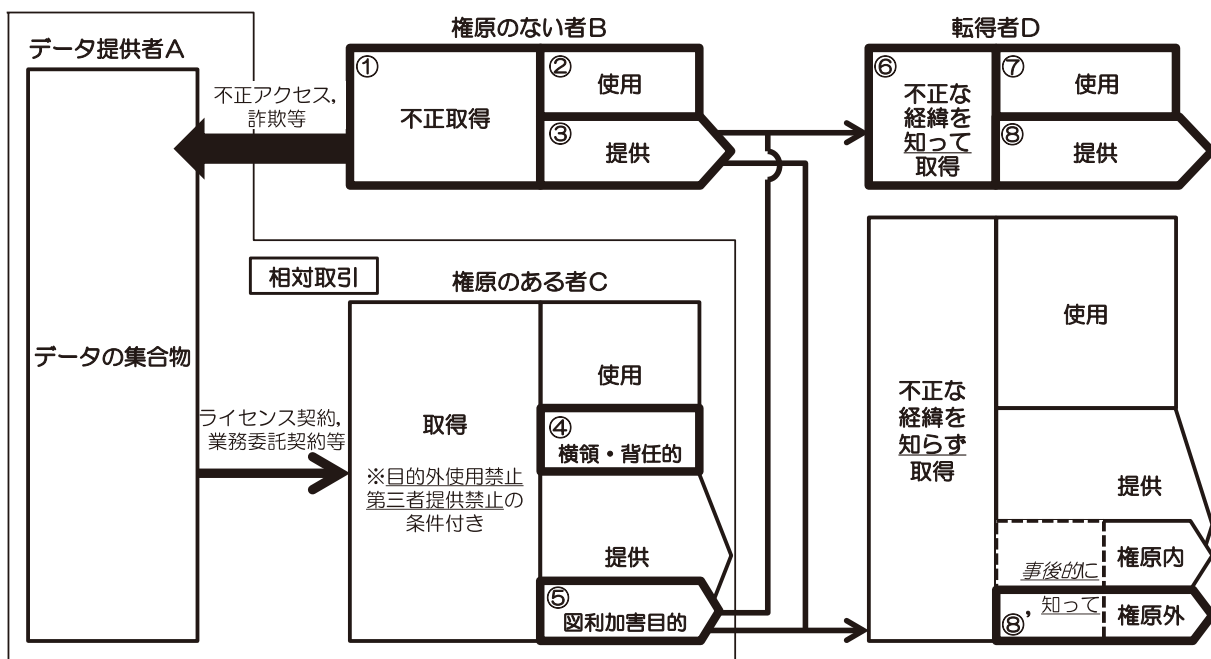 データ提供者A
データの集合物
不正アクセス,
詐欺等
権原のない者B
①
不正取得
②
使用
③
提供
転得者D
⑥
不正な
経緯を
知って
取得
⑦
使用
⑧
提供
相対取引
ライセンス契約,
業務委託契約等
権原のある者C
取得
※目的外使用禁止
第三者提供禁止の
条件付き
使用
④
横領・背任的
提供
⑤
図利加害目的
不正な
経緯を
知らず
取得
使用
提供
事後的に
, 知って
権原内
⑧
権原外